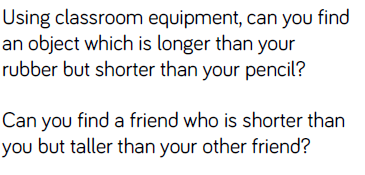 Using classroom equipment, can you find
an object which is longer than your
rubber but shorter than your pencil?
Can you find a friend who is shorter than
you but taller than your other friend?